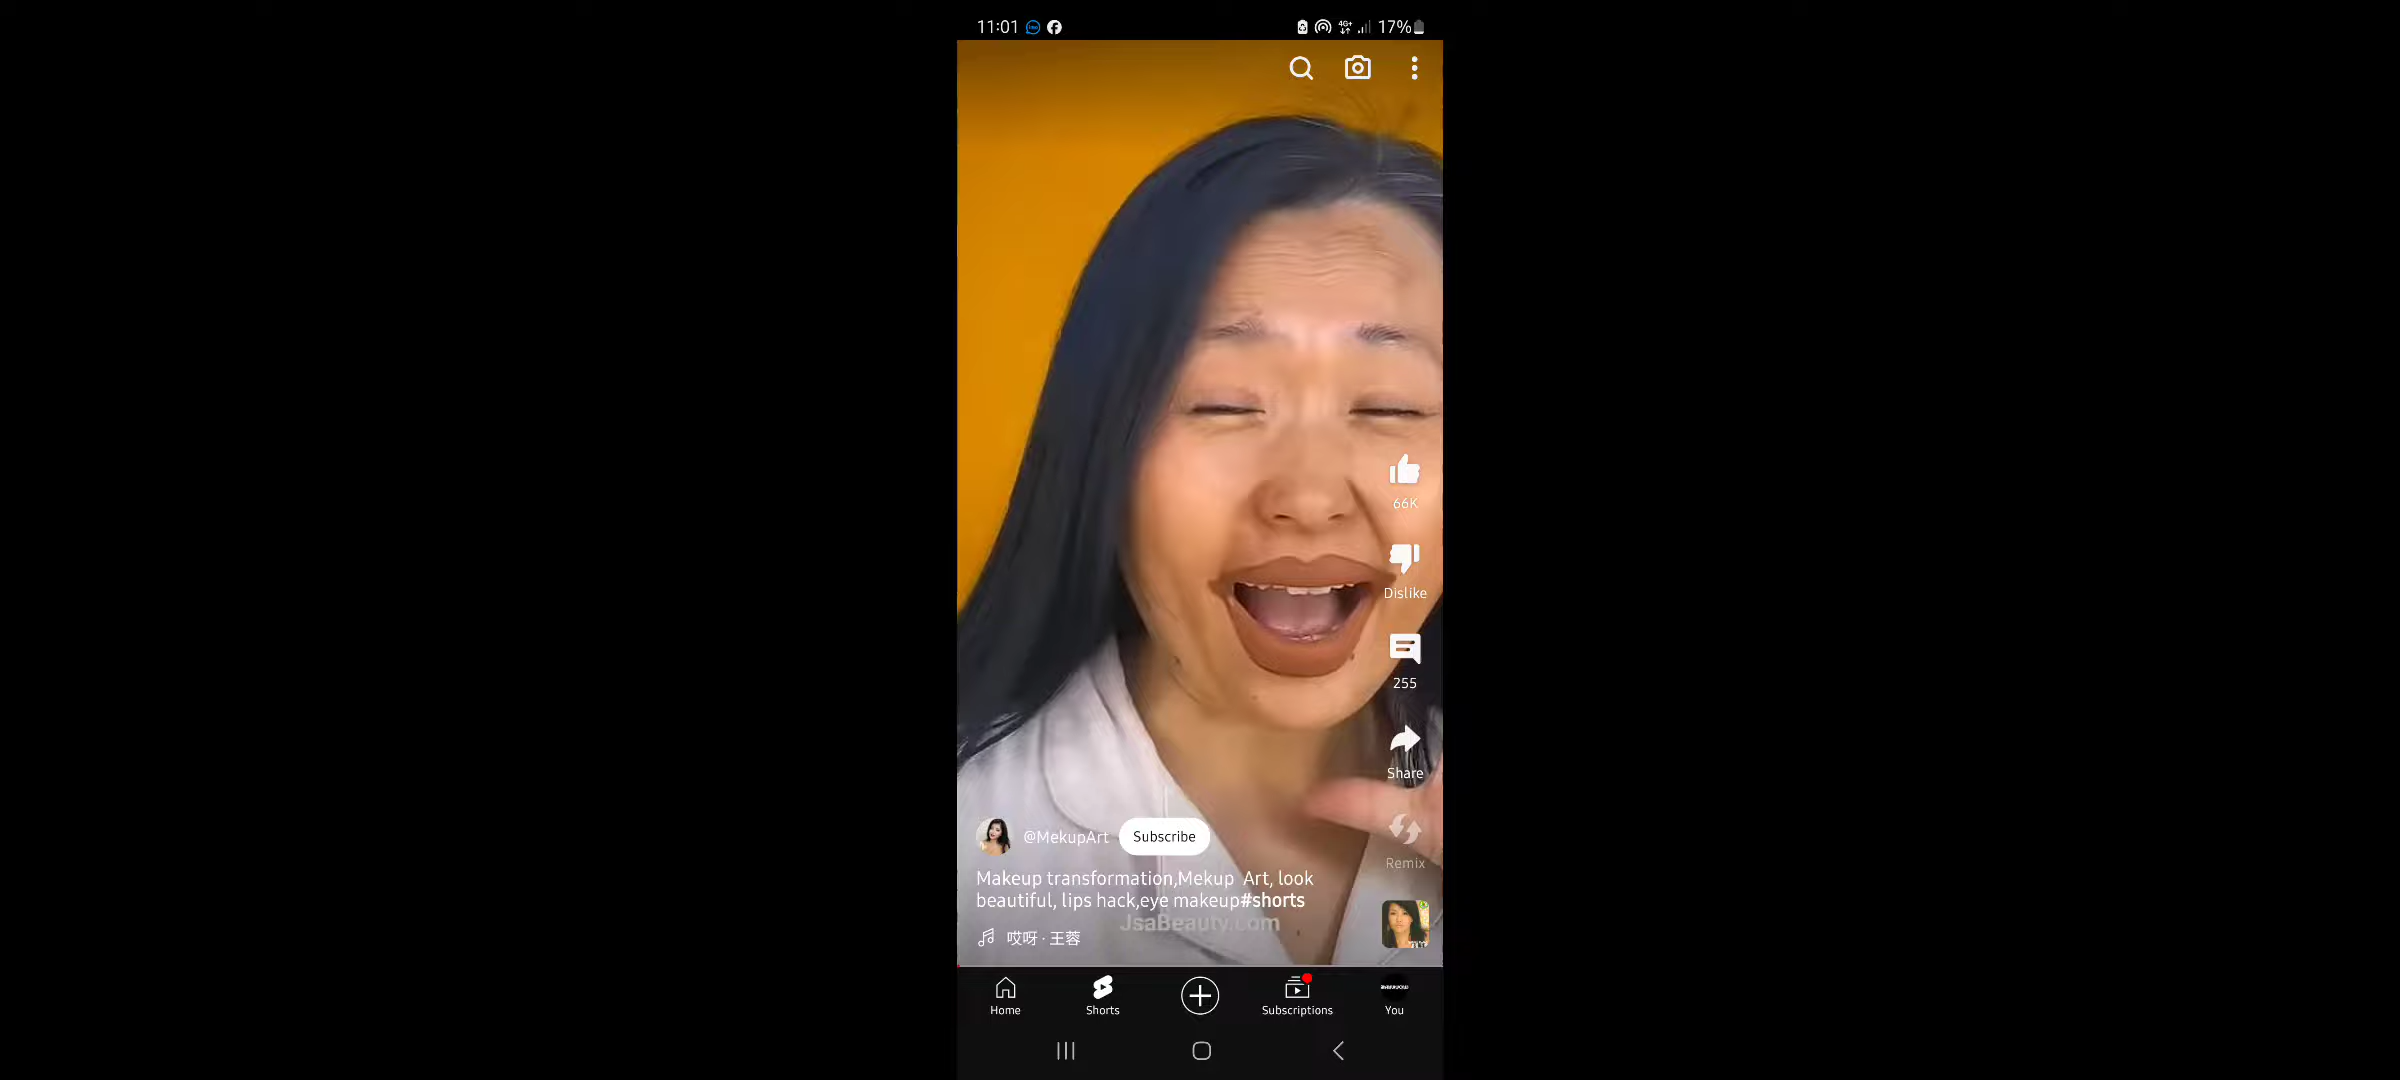 11:01
4G+
17%
66K
Dislike
255
Share
@MekupArt
Subscribe
Remix
Makeup transformation,Mekup Art, look
beautiful, lips hack,eye makeup#shorts
JsaBeauty.com
哎呀 · 王蓉
Home
Shorts
Subscriptions
You